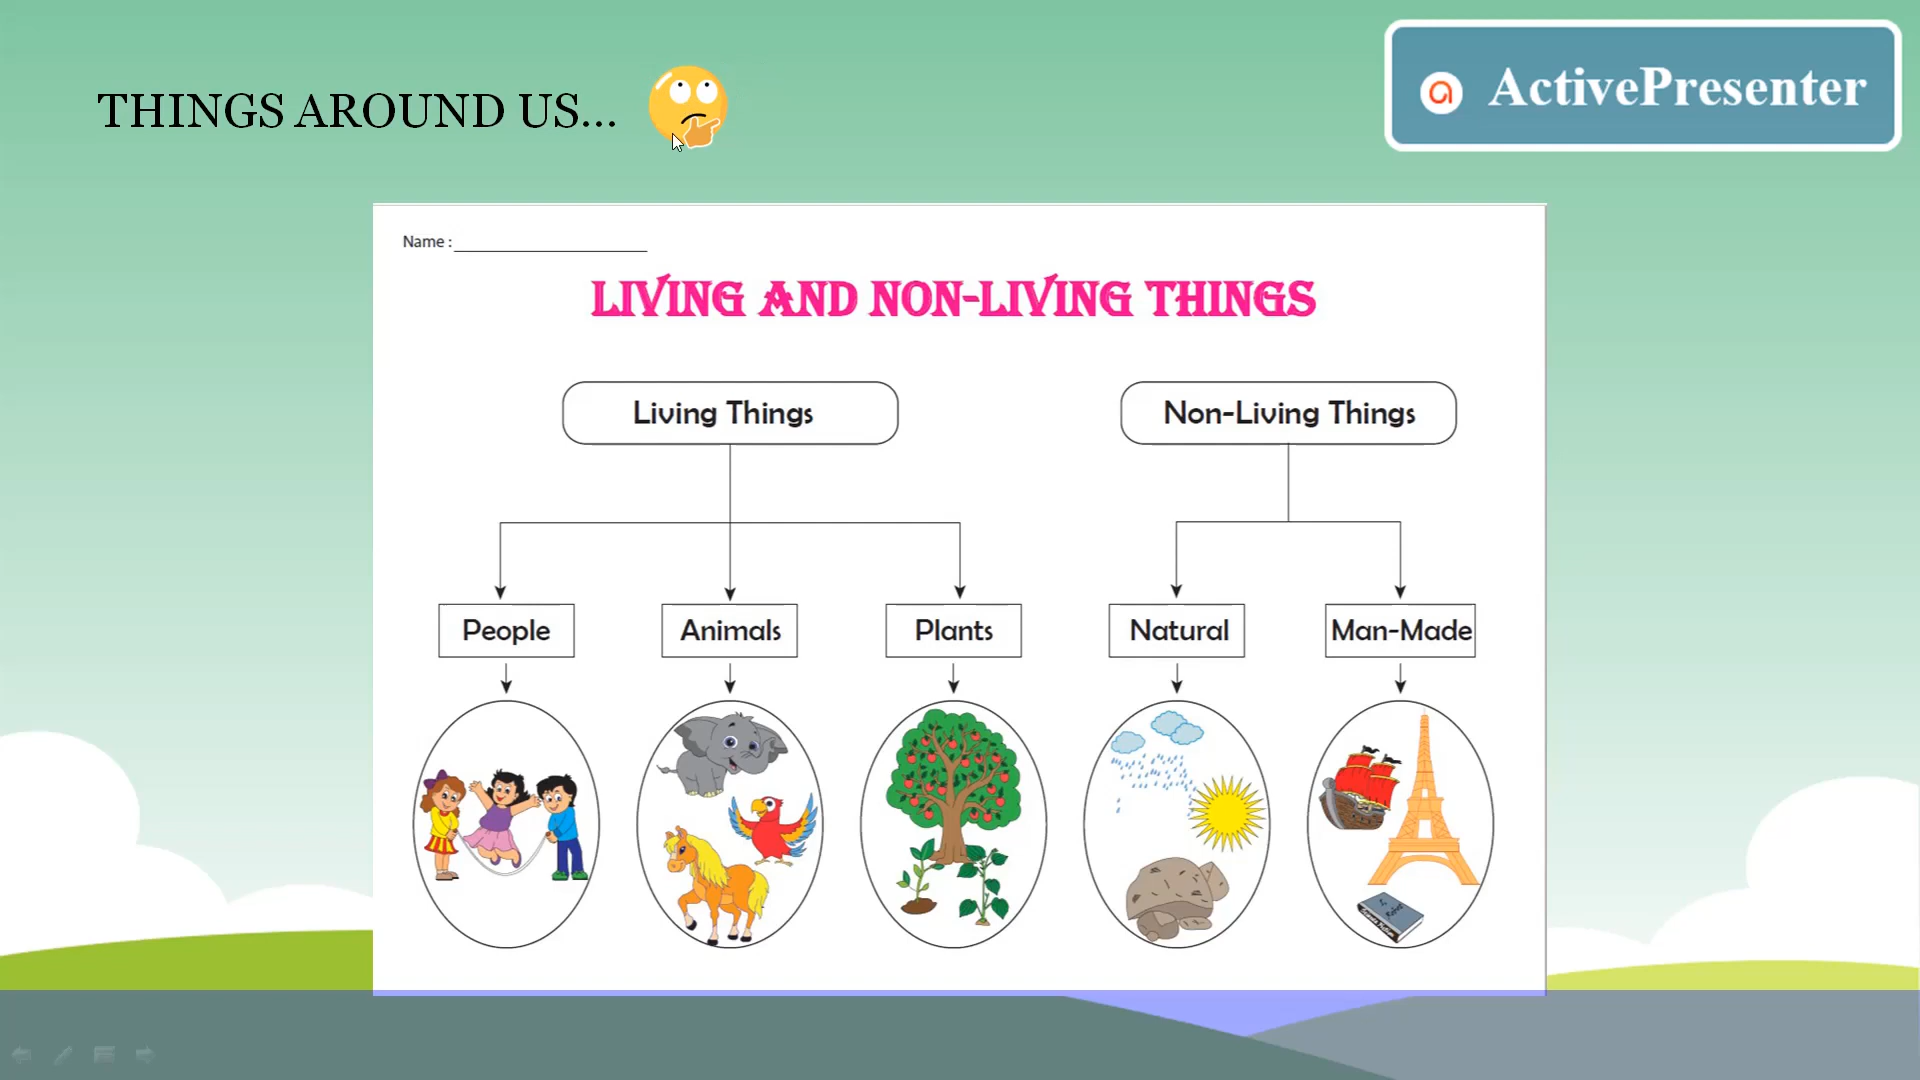 THINGS AROUND US...
ActivePresenter
Name :
LIVING AND NON-LIVING THINGS
Living Things
Non-Living Things
People
Animals
Plants
Natural
Man-Made